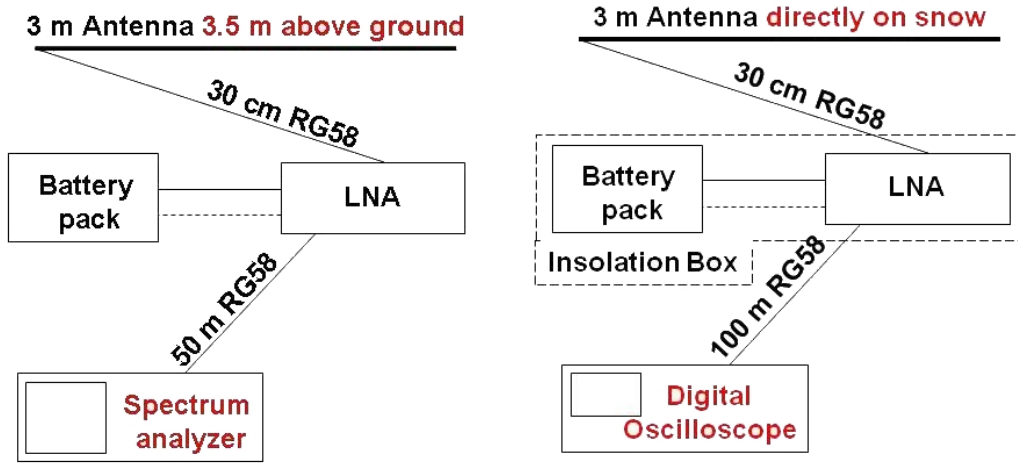 3 m Antenna 3.5 m above ground
30 cm RG58
Battery
pack
LNA
50 m RG58
Spectrum
analyzer
3 m Antenna directly on snow
30 cm RG58
Battery
pack
LNA
Insolation Box
100 m RG58
Digital
Oscilloscope